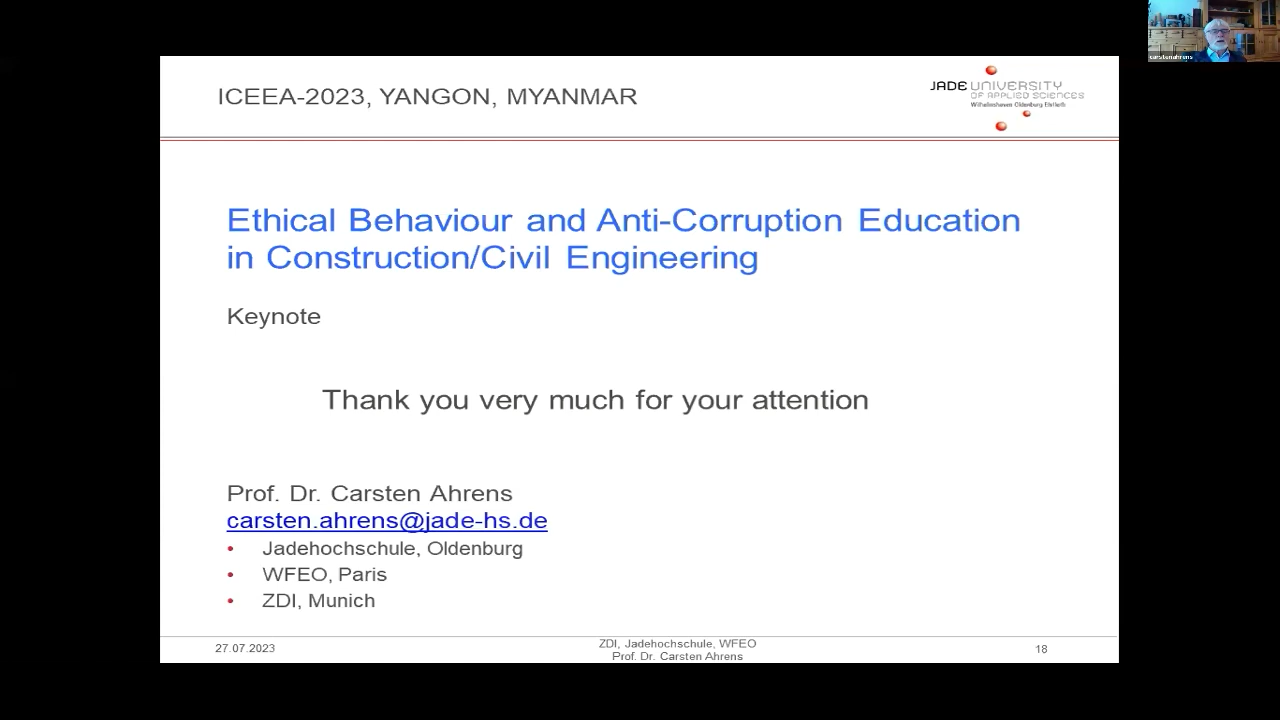 carstenahrens
ICEEA-2023, YANGON, MYANMAR
JADE UNIVERSITY
OF APPLIED SCIENCES
Wilhelmshaven Oldenburg Elsfleth
Ethical Behaviour and Anti-Corruption Education
in Construction/Civil Engineering
Keynote
Thank you very much for your attention
Prof. Dr. Carsten Ahrens
carsten.ahrens@jade-hs.de
• Jadehochschule, Oldenburg
• WFEO, Paris
• ZDI, Munich
27.07.2023
ZDI, Jadehochschule, WFEO
Prof. Dr. Carsten Ahrens
18